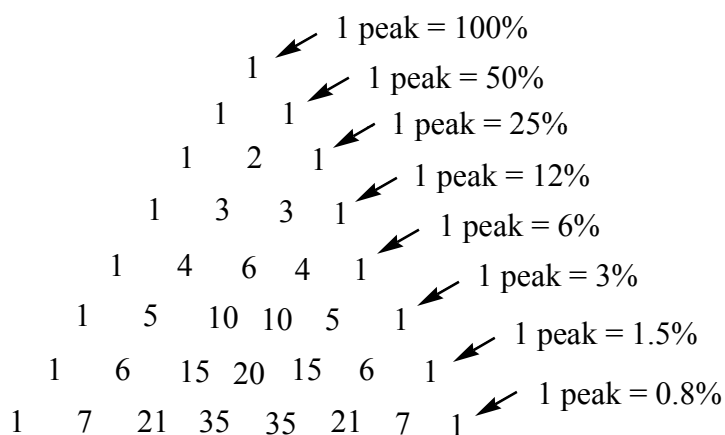 1 peak = 100%
1
1 peak = 50%
1 1
1 peak = 25%
1 2 1
1 peak = 12%
1 3 3 1
1 peak = 6%
1 4 6 4 1
1 peak = 3%
1 5 10 10 5 1
1 peak = 1.5%
1 6 15 20 15 6 1
1 peak = 0.8%
1 7 21 35 35 21 7 1